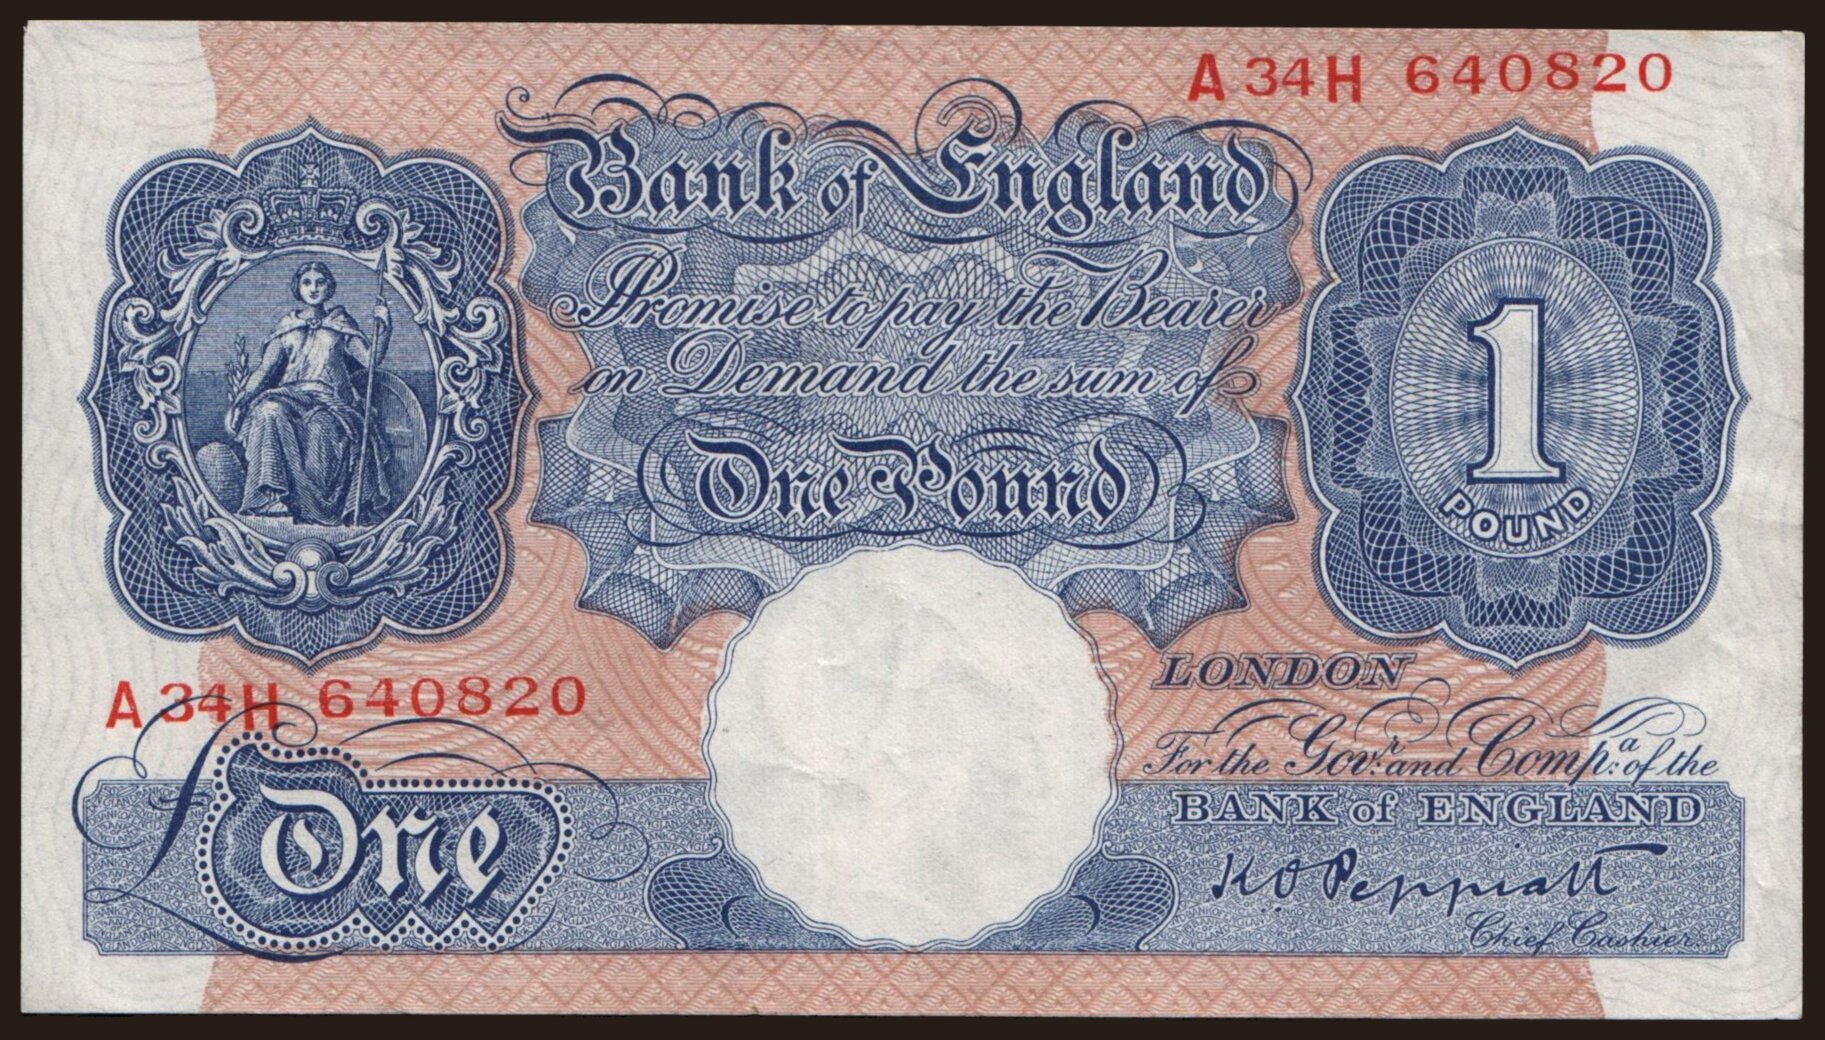 A34H 640820
Bank of England
Promise to pay the Bearer
on Demand the sum of
One Pound
1
POUND
A34H 640820
£One
LONDON
For the Govr. and Compa. of the
BANK of ENGLAND
K O Peppiatt
Chief Cashier.